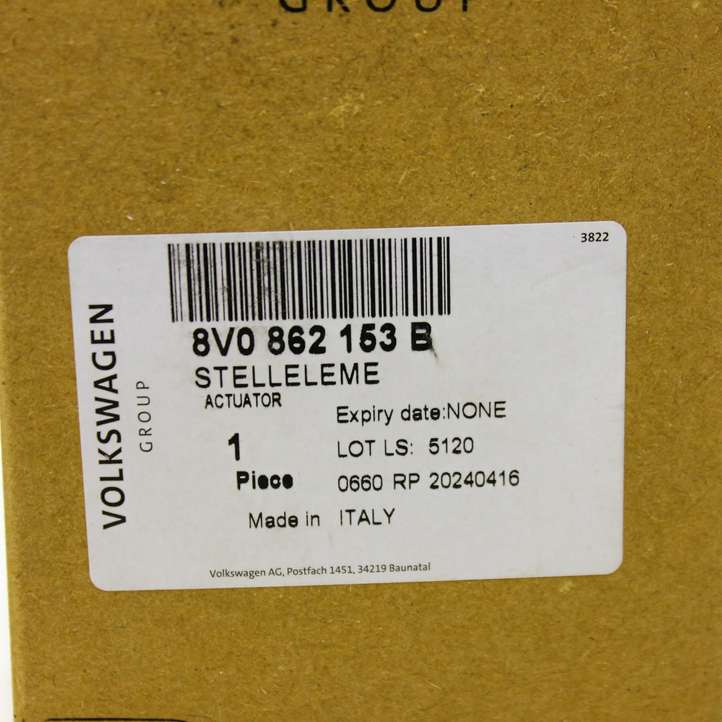 GROUP
3822
VOLKSWAGEN
GROUP
8V0 862 153 B
STELLELEME
ACTUATOR
Expiry date:NONE
1
LOT LS: 5120
Piece
0660 RP 20240416
Made in ITALY
Volkswagen AG, Postfach 1451, 34219 Baunatal